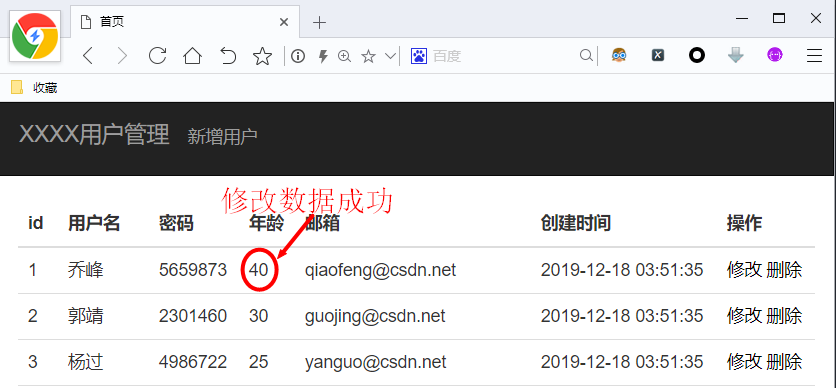 首页
百度
收藏
XXXX用户管理 新增用户
修改数据成功
id 用户名 密码 年龄 邮箱 创建时间 操作
1 乔峰 5659873 40 qiaofeng@csdn.net 2019-12-18 03:51:35 修改 删除
2 郭靖 2301460 30 guojing@csdn.net 2019-12-18 03:51:35 修改 删除
3 杨过 4986722 25 yanguo@csdn.net 2019-12-18 03:51:35 修改 删除